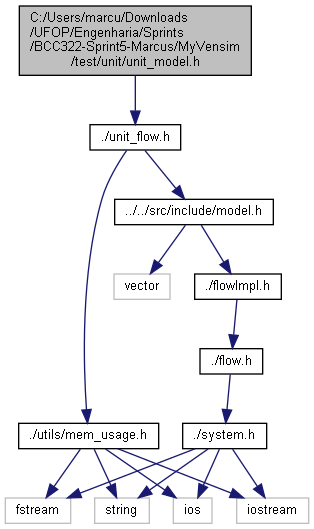 C:/Users/marcu/Downloads
/UFOP/Engenharia/Sprints
/BCC322-Sprint5-Marcus/MyVensim
/test/unit/unit_model.h
./unit_flow.h
../../src/include/model.h
vector
./flowImpl.h
./flow.h
./utils/mem_usage.h
./system.h
fstream
string
ios
iostream